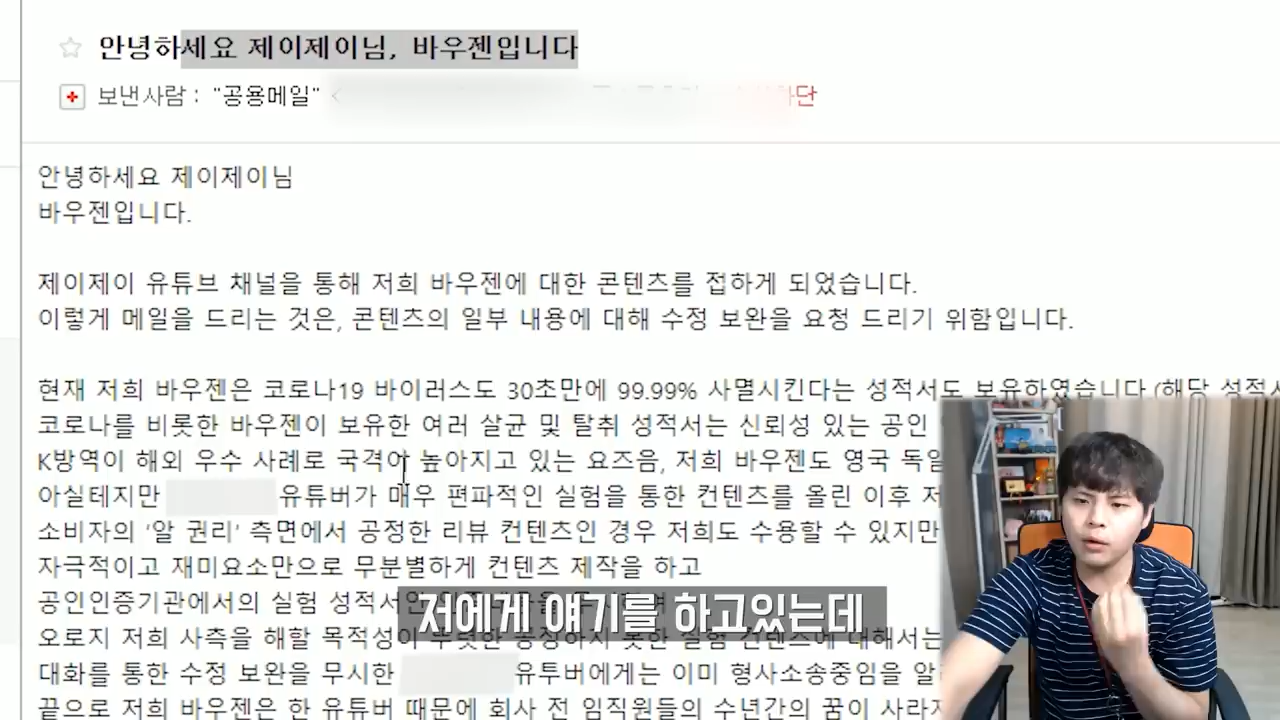 안녕하세요 제이제이님, 바우젠입니다
보낸사람 : "공용메일" <
단
안녕하세요 제이제이님
바우젠입니다.
제이제이 유튜브 채널을 통해 저희 바우젠에 대한 콘텐츠를 접하게 되었습니다.
이렇게 메일을 드리는 것은, 콘텐츠의 일부 내용에 대해 수정 보완을 요청 드리기 위함입니다.
현재 저희 바우젠은 코로나19 바이러스도 30초만에 99.99% 사멸시킨다는 성적서도 보유하였습니다 (해당
코로나를 비롯한 바우젠이 보유한 여러 살균 및 탈취 성적서는 신뢰성 있는 공인
K방역이 해외 우수 사례로 국격이 높아지고 있는 요즈음, 저희 바우젠도 영국 독일
아실테지만 유튜버가 매우 편파적인 실험을 통한 컨텐츠를 올린 이후
소비자의 '알 권리' 측면에서 공정한 리뷰 컨텐츠인 경우 저희도 수용할 수 있지만
자극적이고 재미요소만으로 무분별하게 컨텐츠 제작을 하고
공인인증기관에서의 실험
오로지 저희 사측을 해할 목적성이 대해서는
대화를 통한 수정 보완을 무시한 유투버에게는 이미 형사소송중임을
끝으로 저희 바우젠은 한 유튜버 때문에 회사 전 임직원들의 수년간의 꿈이
저에게 얘기를 하고있는데